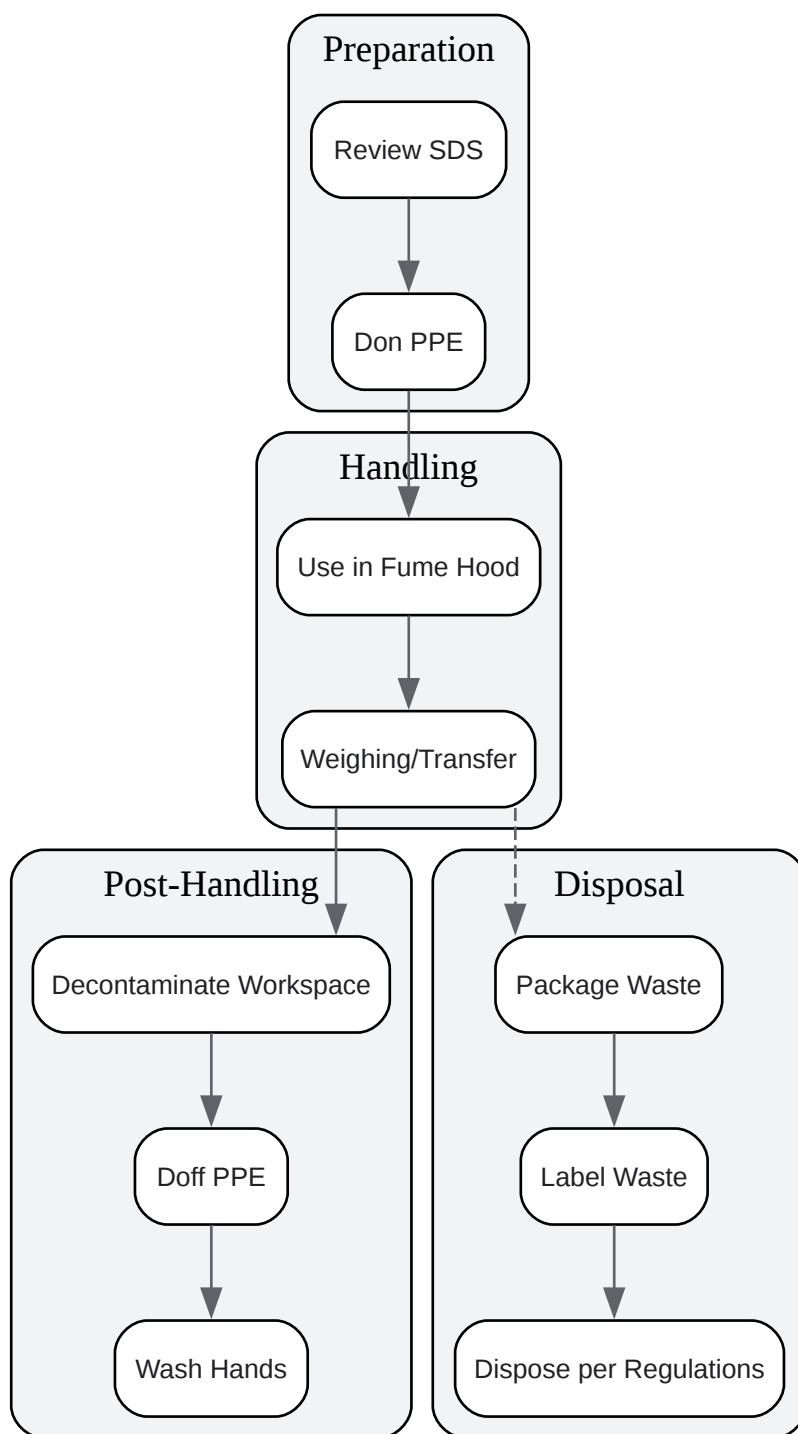 Preparation
Review SDS
Don PPE
Handling
Use in Fume Hood
Weighing/Transfer
Post-Handling
Decontaminate Workspace
Doff PPE
Wash Hands
Disposal
Package Waste
Label Waste
Dispose per Regulations